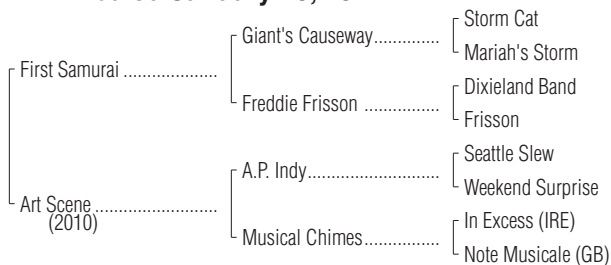 Storm Cat
Giant's Causeway
Mariah's Storm
First Samurai
Dixieland Band
Freddie Frisson
Frisson
Seattle Slew
A.P. Indy
Weekend Surprise
Art Scene
(2010)
In Excess (IRE)
Musical Chimes
Note Musicale (GB)